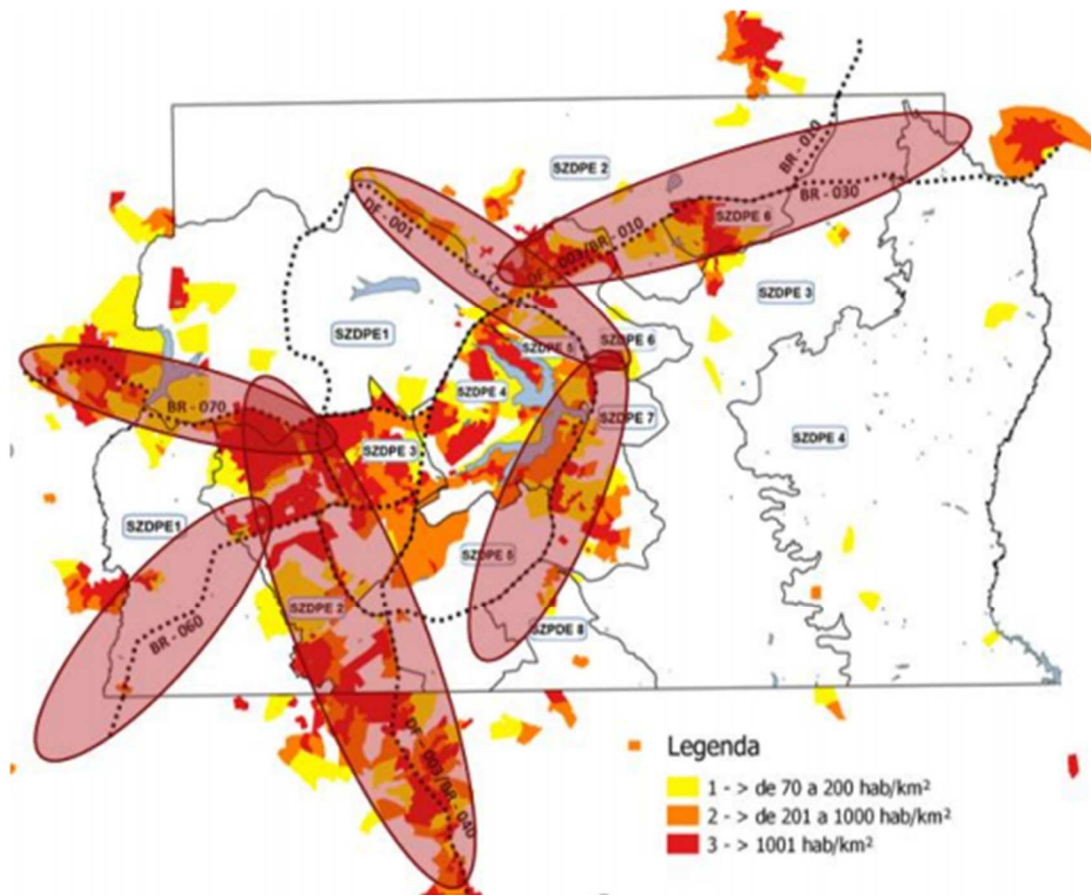 BR - 010
SZDPE 2
BR - 030
DF - 001
SZDPE 6
DF - 003/BR - 010
SZDPE 3
SZDPE1
SZDPE 5
SZDPE 6
SZDPE 4
BR - 070
SZDPE 7
SZDPE 4
SZDPE 3
SZDPE1
SZDPE 5
SZDPE 2
BR - 060
SZPDE 8
DF - 003/BR - 040
Legenda
1 - > de 70 a 200 hab/km²
2 - > de 201 a 1000 hab/km²
3 - > 1001 hab/km²